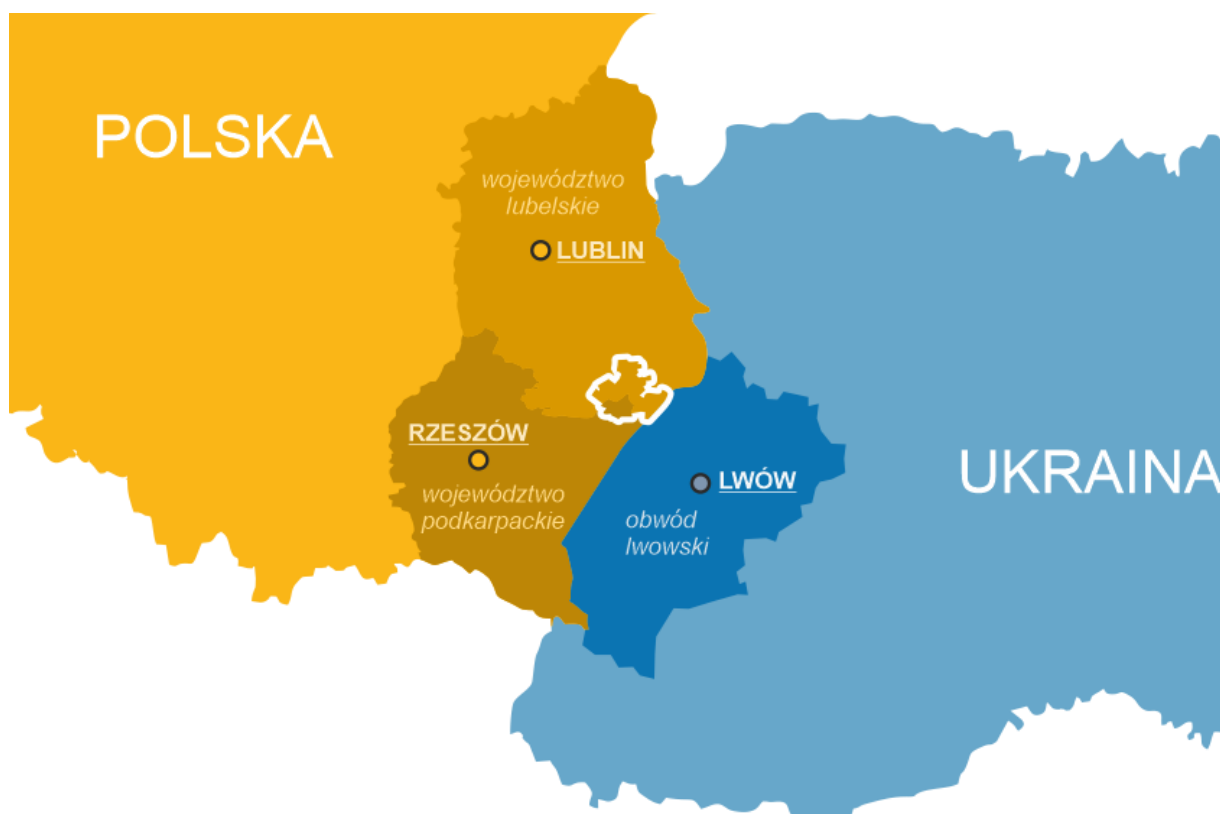 POLSKA
województwo
lubelskie
LUBLIN
RZESZÓW
województwo
podkarpackie
LWÓW
obwód
lwowski
UKRAINA